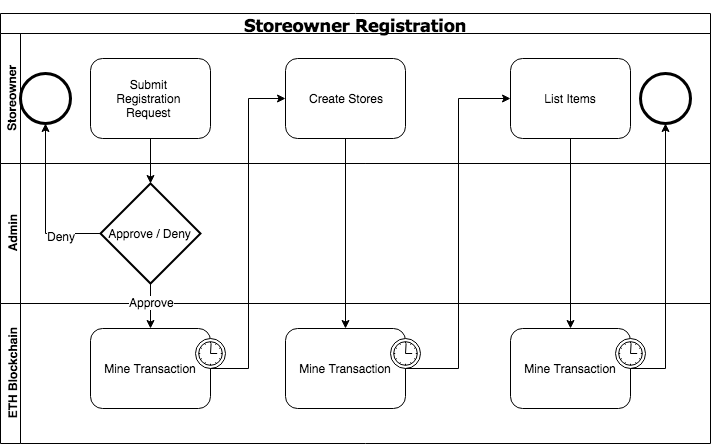 Storeowner Registration
Storeowner
Submit
Registration
Request
Create Stores
List Items
Admin
Approve / Deny
Deny
Approve
ETH Blockchain
Mine Transaction
Mine Transaction
Mine Transaction